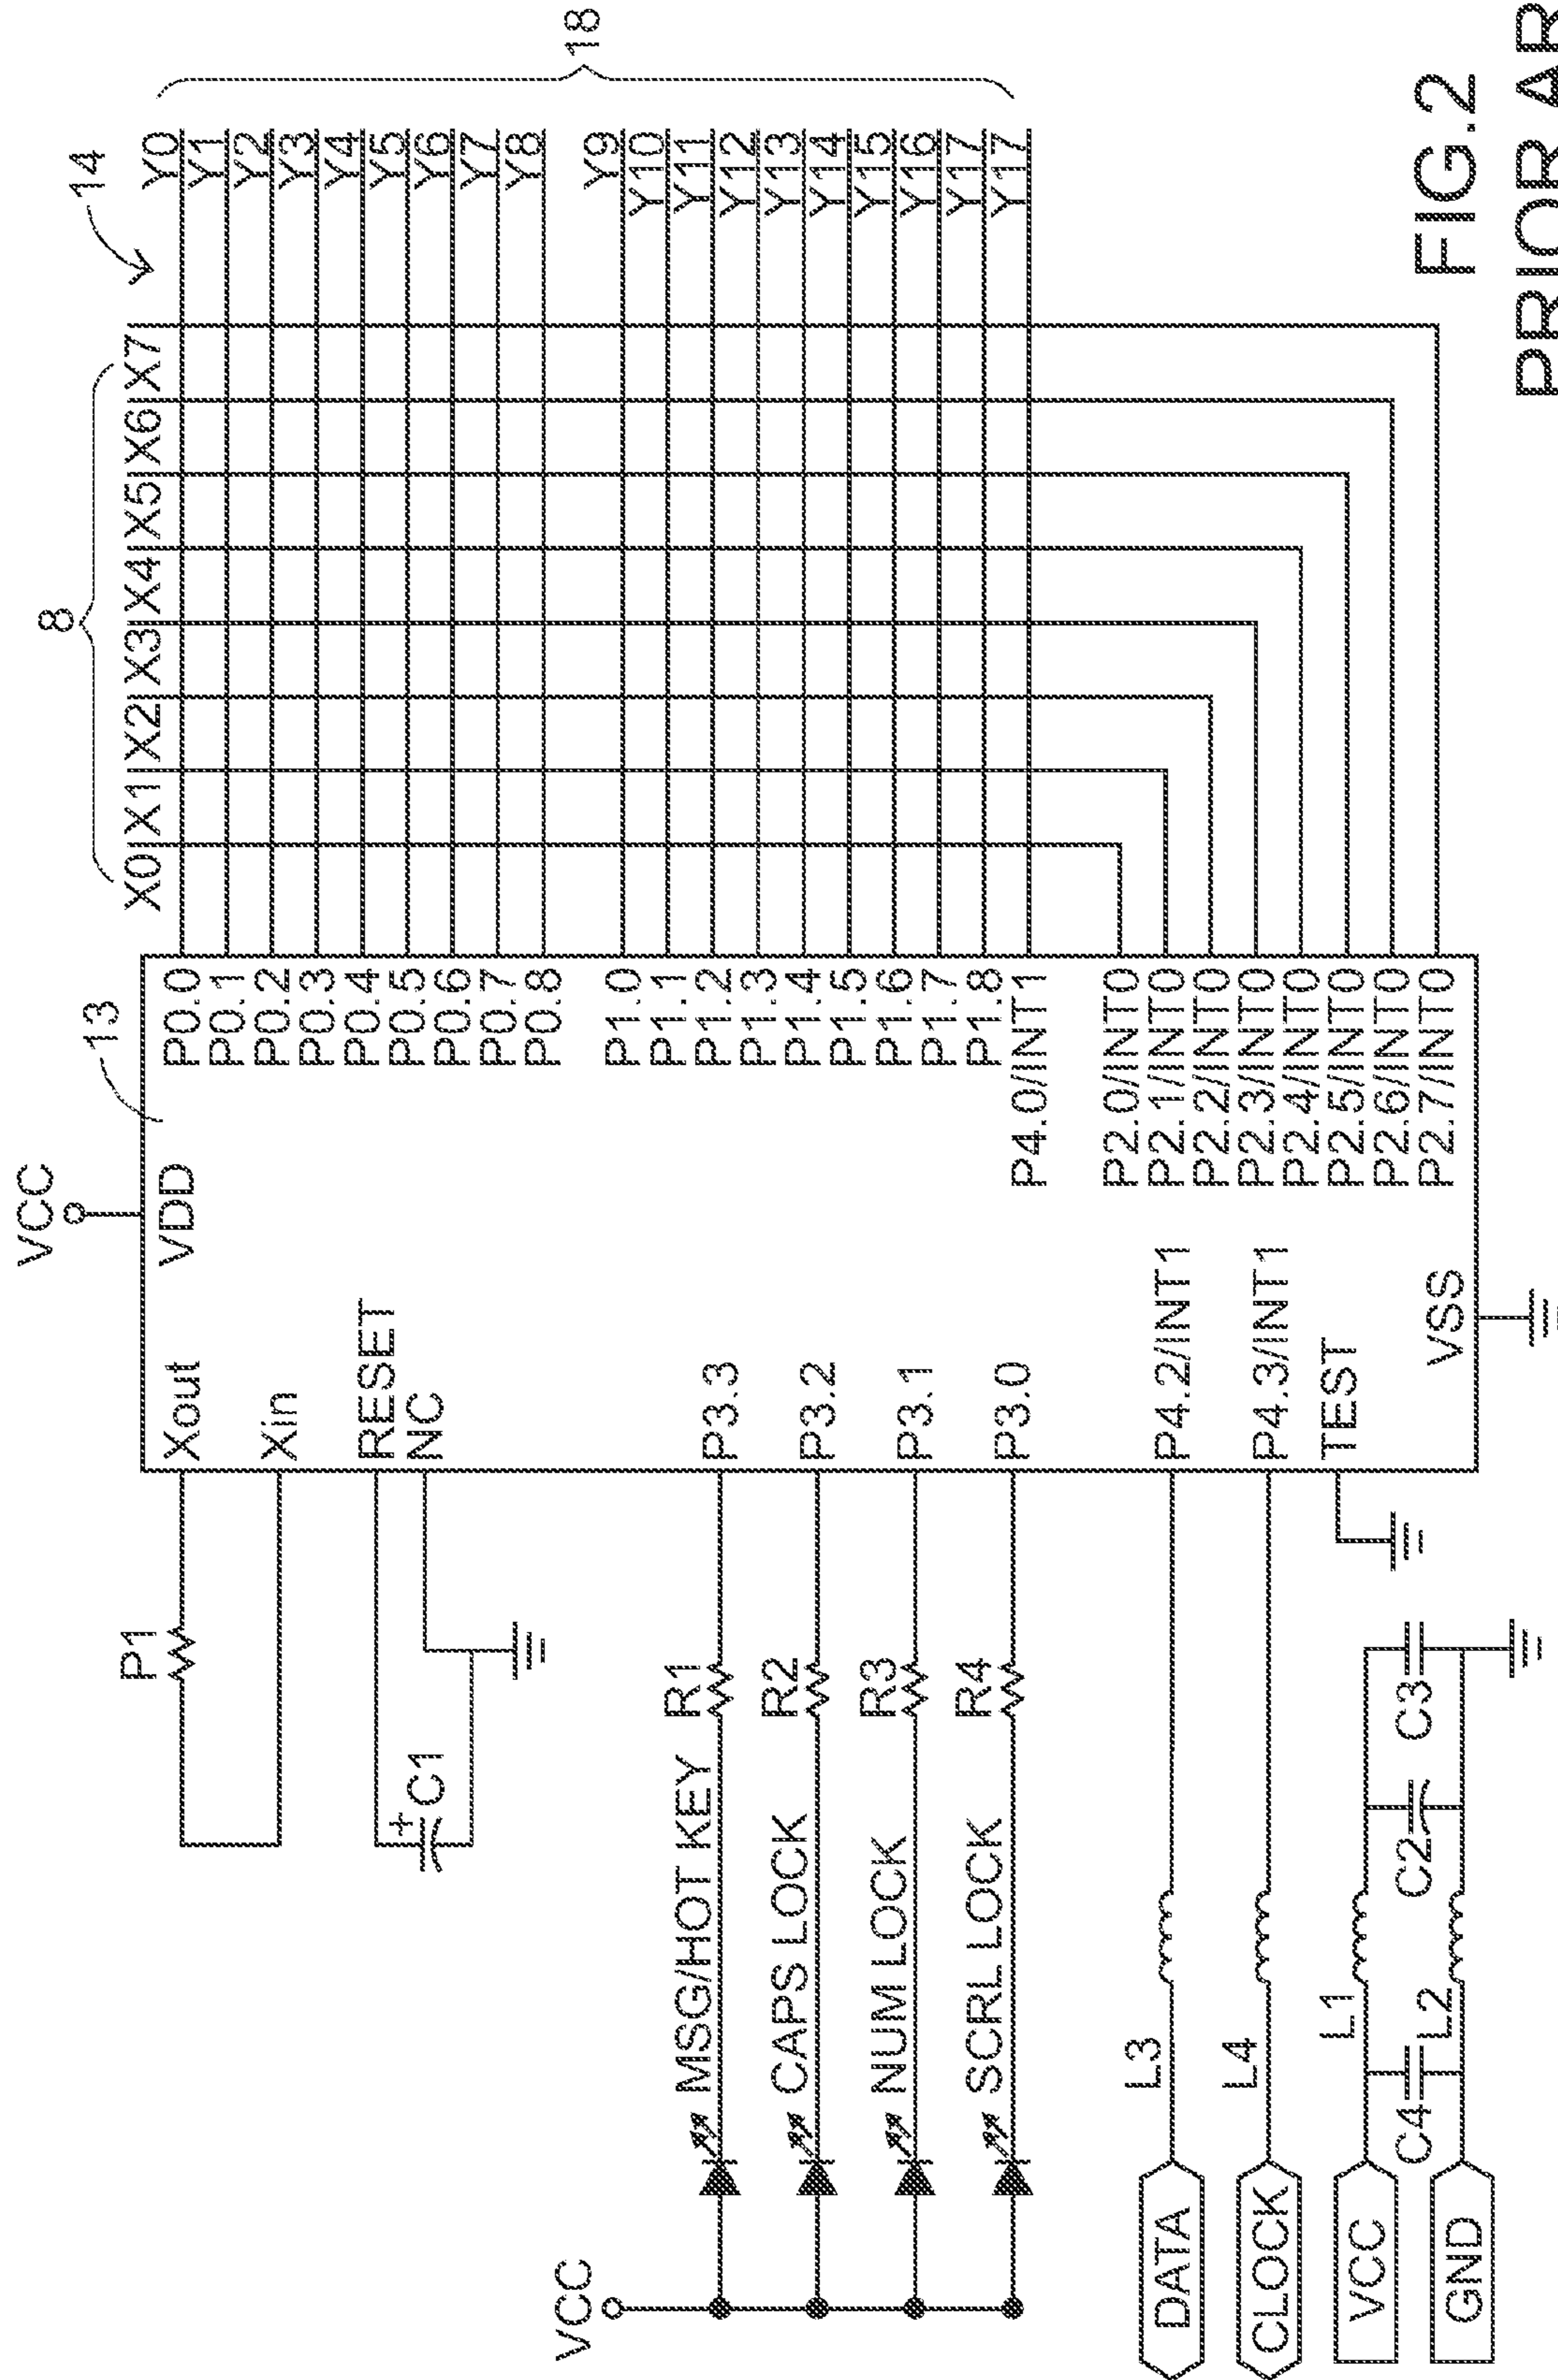 VCC
VDD
13
14
8
18
X0
X1
X2
X3
X4
X5
X6
X7
Y0
Y1
Y2
Y3
Y4
Y5
Y6
Y7
Y8
Y9
Y10
Y11
Y12
Y13
Y14
Y15
Y16
Y17
Y17
P0.0
P0.1
P0.2
P0.3
P0.4
P0.5
P0.6
P0.7
P0.8
P1.0
P1.1
P1.2
P1.3
P1.4
P1.5
P1.6
P1.7
P1.8
P4.0/INT1
P2.0/INT0
P2.1/INT0
P2.2/INT0
P2.3/INT0
P2.4/INT0
P2.5/INT0
P2.6/INT0
P2.7/INT0
Xout
Xin
RESET
NC
P3.3
P3.2
P3.1
P3.0
P4.2/INT1
P4.3/INT1
TEST
VSS
P1
+
C1
VCC
MSG/HOT KEY
R1
CAPS LOCK
R2
NUM LOCK
R3
SCRL LOCK
R4
DATA
L3
CLOCK
L4
VCC
L1
GND
L2
C4
C2
C3
FIG.2
PRIOR AR